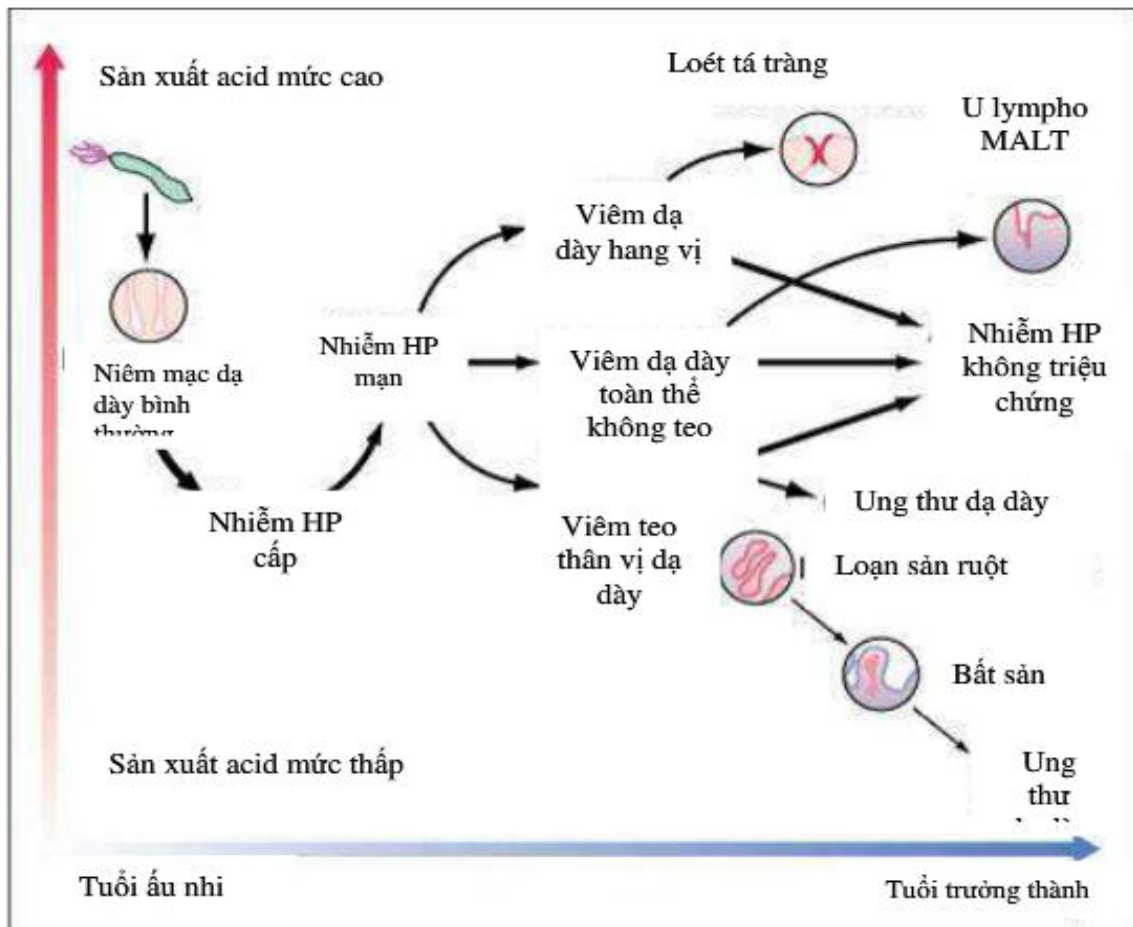 Sản xuất acid mức cao
Loét tá tràng
U lympho
MALT
Viêm dạ
dày hang vị
Niêm mạc dạ
dày bình
thường
Nhiễm HP
mạn
Viêm dạ dày
toàn thể
không teo
Nhiễm HP
không triệu
chứng
Nhiễm HP
cấp
Viêm teo
thân vị dạ
dày
Ung thư dạ dày
Loạn sản ruột
Bất sản
Sản xuất acid mức thấp
Ung
thư
Tuổi ấu nhi
Tuổi trưởng thành